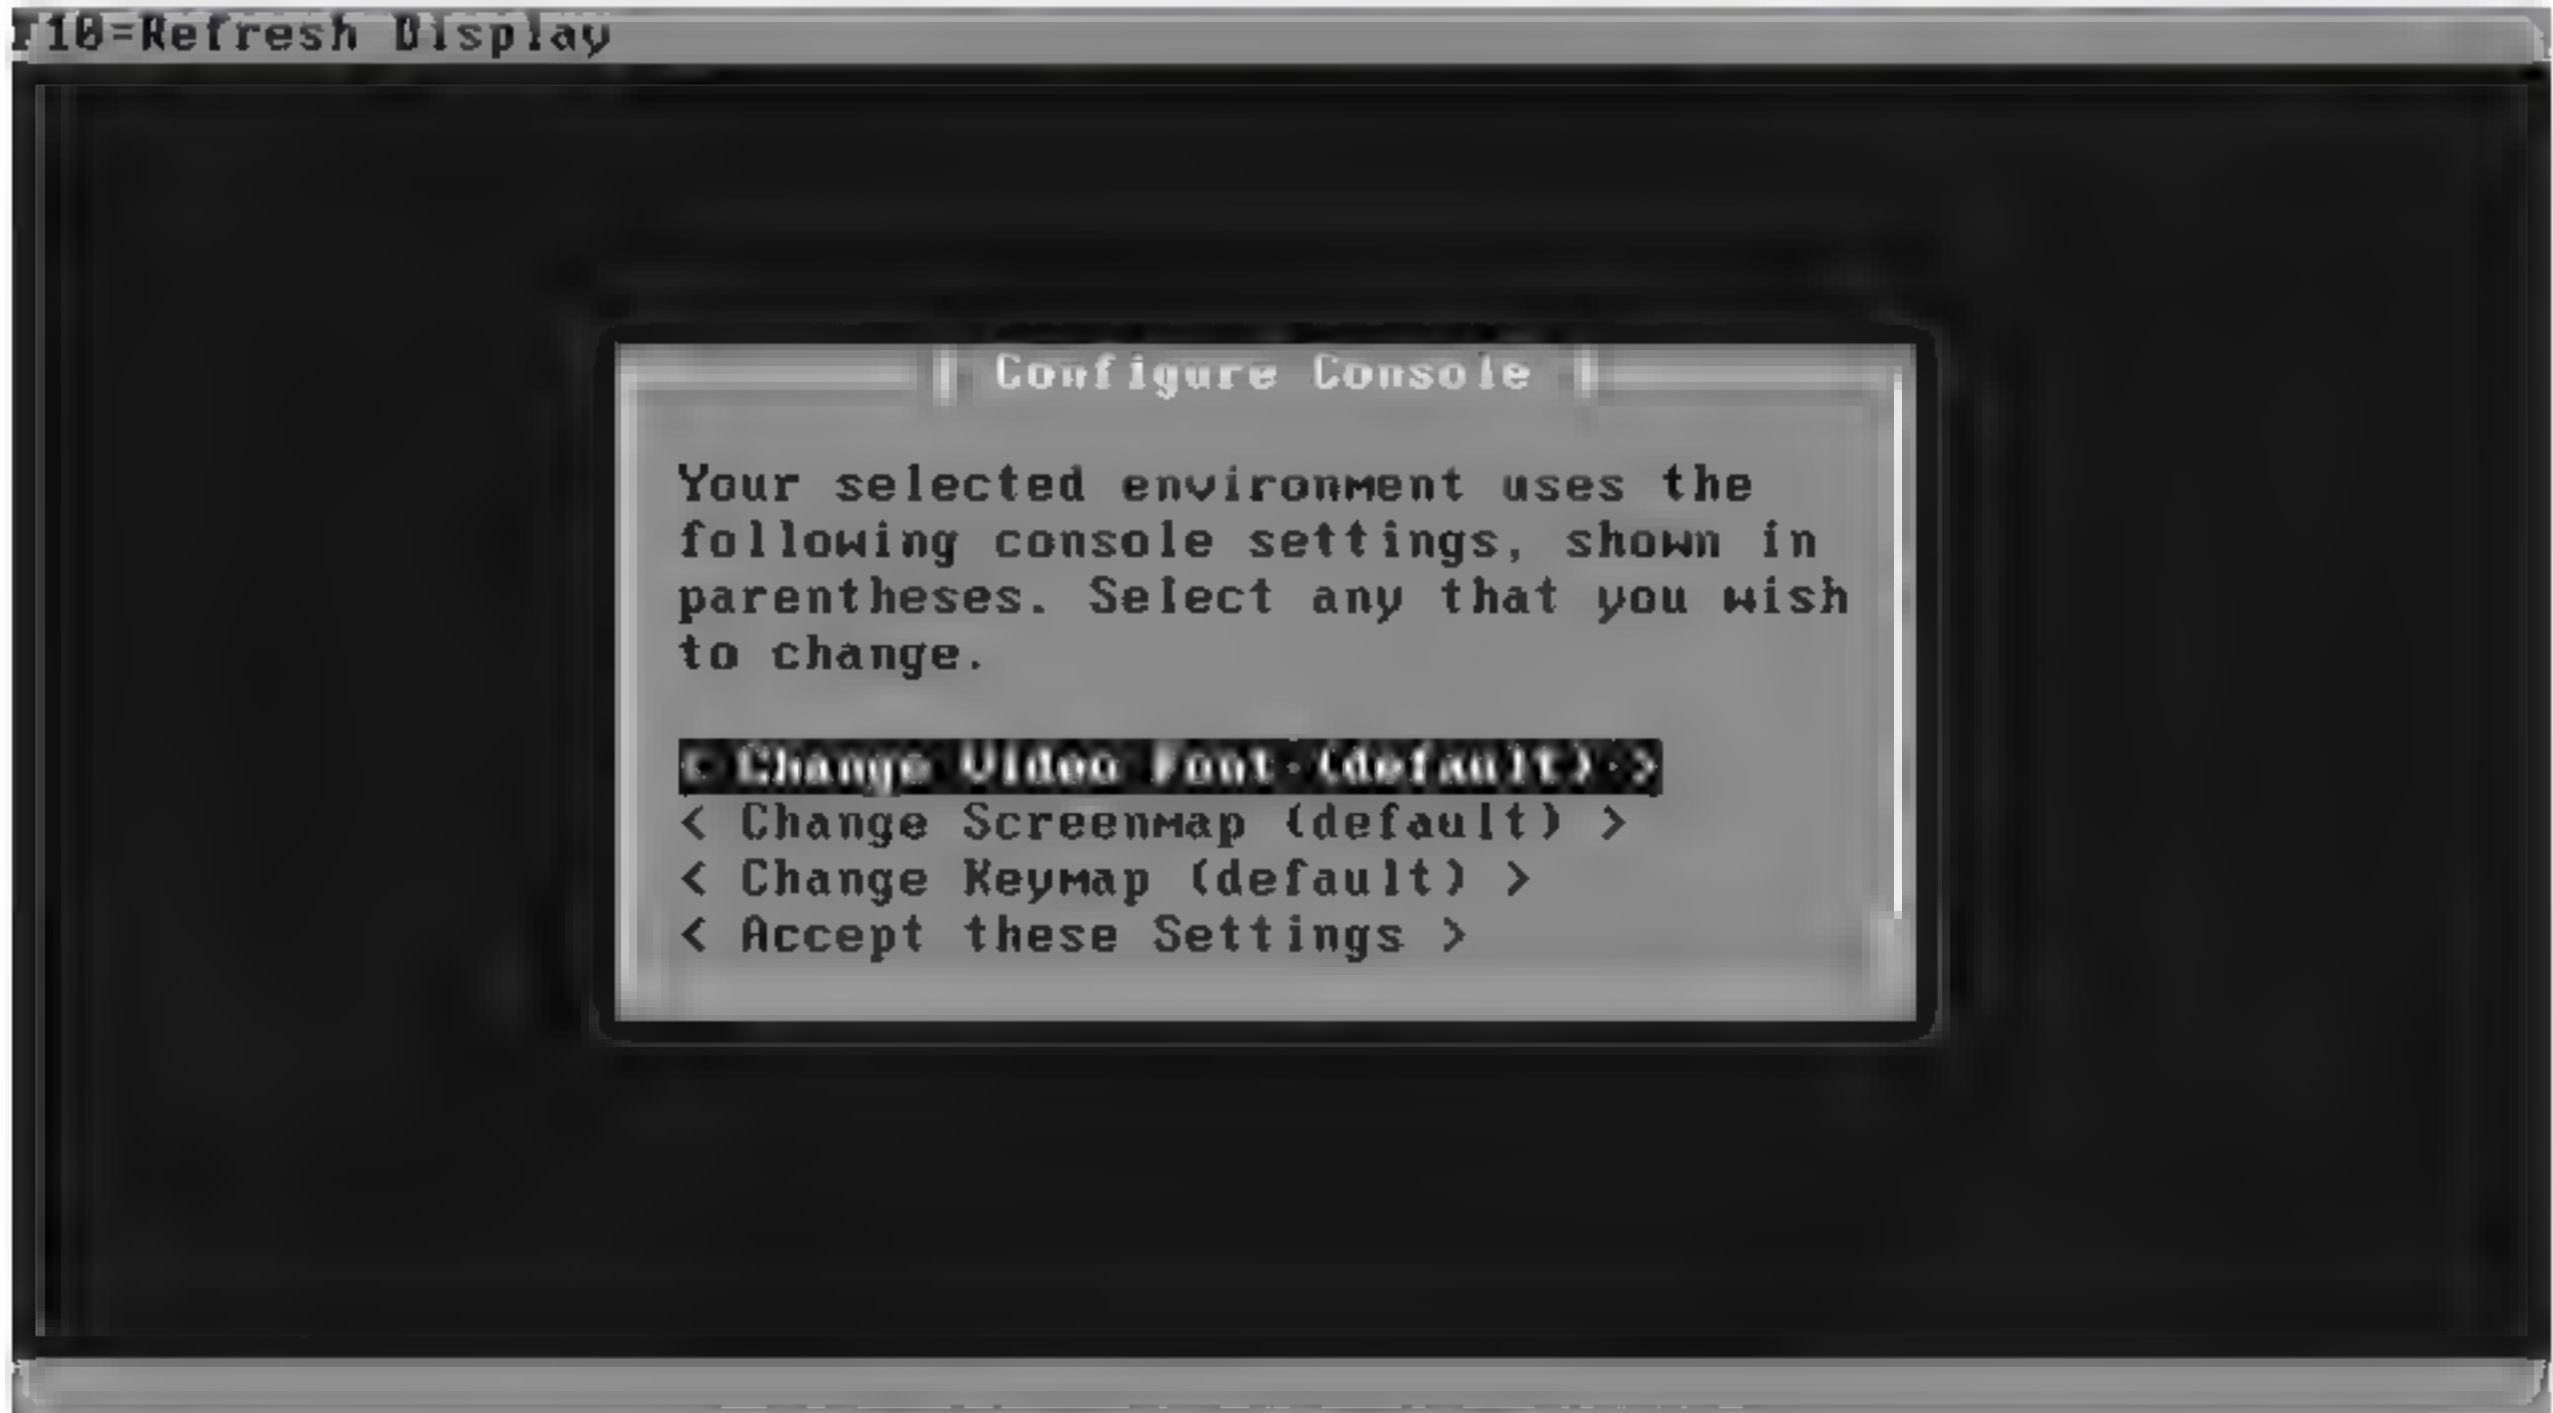 F10=Refresh Display
Configure Console
Your selected environment uses the
following console settings, shown in
parentheses. Select any that you wish
to change.
< Change Video Font (default) >
< Change Screenmap (default) >
< Change Keymap (default) >
< Accept these Settings >